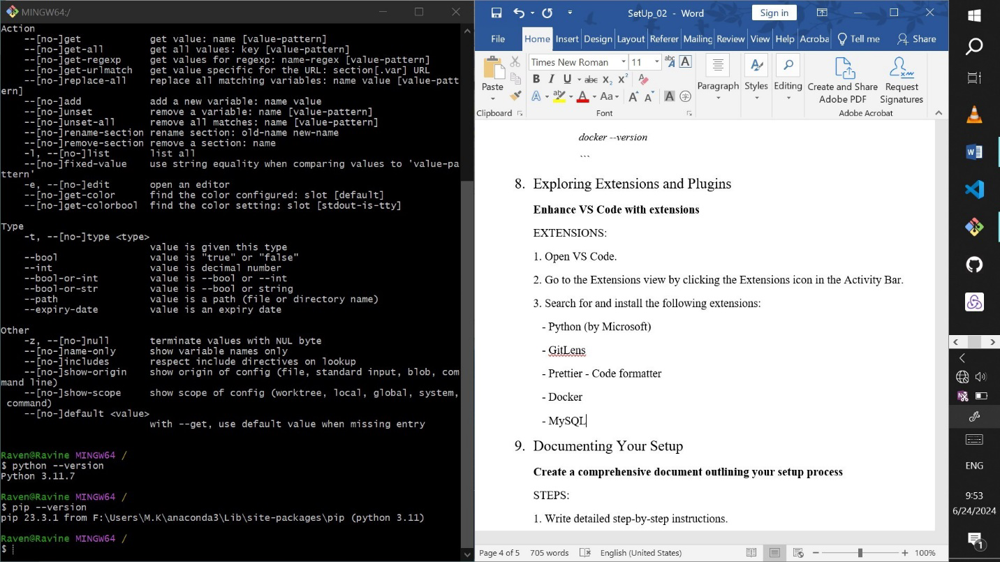 MINGW64:/
Action
--[no-]get get value: name [value-pattern]
--[no-]get-all get all values: key [value-pattern]
--[no-]get-regexp get values for regexp: name-regex [value-pattern]
--[no-]get-urlmatch get value specific for the URL: section[.var] URL
--[no-]replace-all replace all matching variables: name value [value-patt
ern]
--[no-]add add a new variable: name value
--[no-]unset remove a variable: name [value-pattern]
--[no-]unset-all remove all matches: name [value-pattern]
--[no-]rename-section rename section: old-name new-name
--[no-]remove-section remove a section: name
-l, --[no-]list list all
--[no-]fixed-value use string equality when comparing values to 'value-pa
ttern'
-e, --[no-]edit open an editor
--[no-]get-color find the color configured: slot [default]
--[no-]get-colorbool find the color setting: slot [stdout-is-tty]
Type
-t, --[no-]type <type>
value is given this type
--bool value is "true" or "false"
--int value is decimal number
--bool-or-int value is --bool or --int
--bool-or-str value is --bool or string
--path value is a path (file or directory name)
--expiry-date value is an expiry date
Other
-z, --[no-]null terminate values with NUL byte
--[no-]name-only show variable names only
--[no-]includes respect include directives on lookup
--[no-]show-origin show origin of config (file, standard input, blob, com
mand line)
--[no-]show-scope show scope of config (worktree, local, global, system,
command)
--[no-]default <value>
with --get, use default value when missing entry
Raven@Ravine MINGW64 /
$ python --version
Python 3.11.7
Raven@Ravine MINGW64 /
$ pip --version
pip 23.3.1 from F:\Users\M.K\anaconda3\Lib\site-packages\pip (python 3.11)
Raven@Ravine MINGW64 /
$
SetUp_02 - Word Sign in
File Home Insert Design Layout Referer Mailing Review View Help Acroba Tell me Share
Times New Roman 11 abc A
Paste B I U abc X₂ X² Paragraph Styles Editing Create and Share Adobe PDF Request Signatures
A ab A Aa A A A
Clipboard Font Adobe Acrobat
docker --version
```
8. Exploring Extensions and Plugins
Enhance VS Code with extensions
EXTENSIONS:
1. Open VS Code.
2. Go to the Extensions view by clicking the Extensions icon in the Activity Bar.
3. Search for and install the following extensions:
- Python (by Microsoft)
- GitLens
- Prettier - Code formatter
- Docker
- MySQL
9. Documenting Your Setup
Create a comprehensive document outlining your setup process
STEPS:
1. Write detailed step-by-step instructions.
Page 4 of 5 705 words English (United States) 100%
ENG
9:53
6/24/2024
1